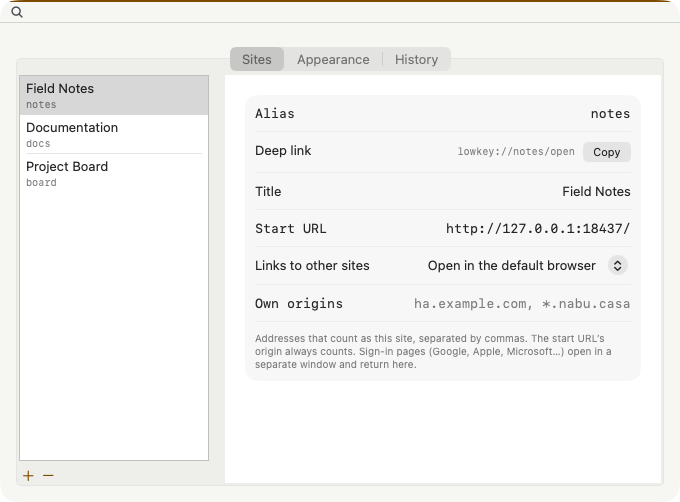 Sites
Appearance
History
Field Notes
notes
Documentation
docs
Project Board
board
Alias
notes
Deep link
lowkey://notes/open
Copy
Title
Field Notes
Start URL
http://127.0.0.1:18437/
Links to other sites
Open in the default browser
Own origins
ha.example.com, *.nabu.casa
Addresses that count as this site, separated by commas. The start URL's
origin always counts. Sign-in pages (Google, Apple, Microsoft…) open in a
separate window and return here.